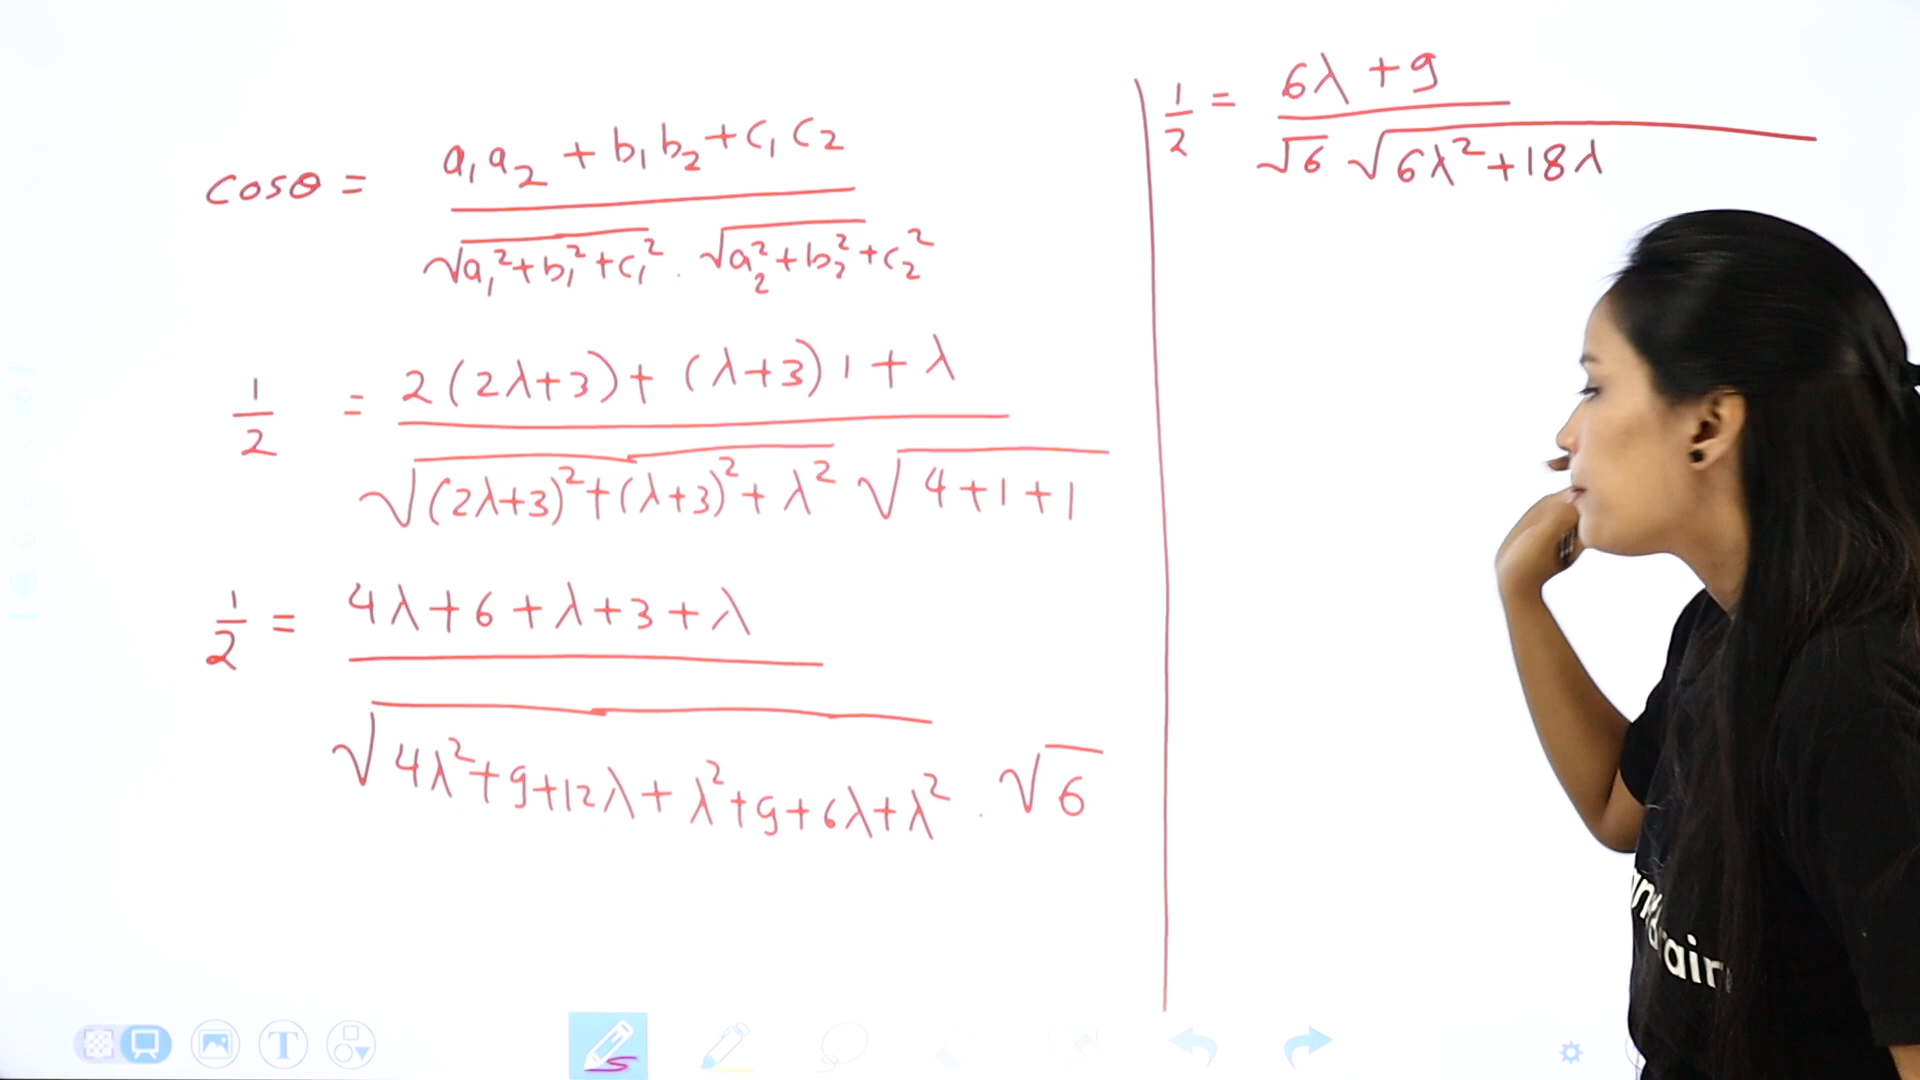 cosθ = a₁a₂ + b₁b₂ + c₁c₂
√a₁²+b₁²+c₁² . √a₂²+b₂²+c₂²
1/2 = 2(2λ+3)+(λ+3)1+λ
√(2λ+3)²+(λ+3)²+λ² √4+1+1
1/2 = 4λ+6+λ+3+λ
√4λ²+9+12λ+λ²+9+6λ+λ² . √6
1/2 = 6λ+9
√6 √6λ²+18λ
T